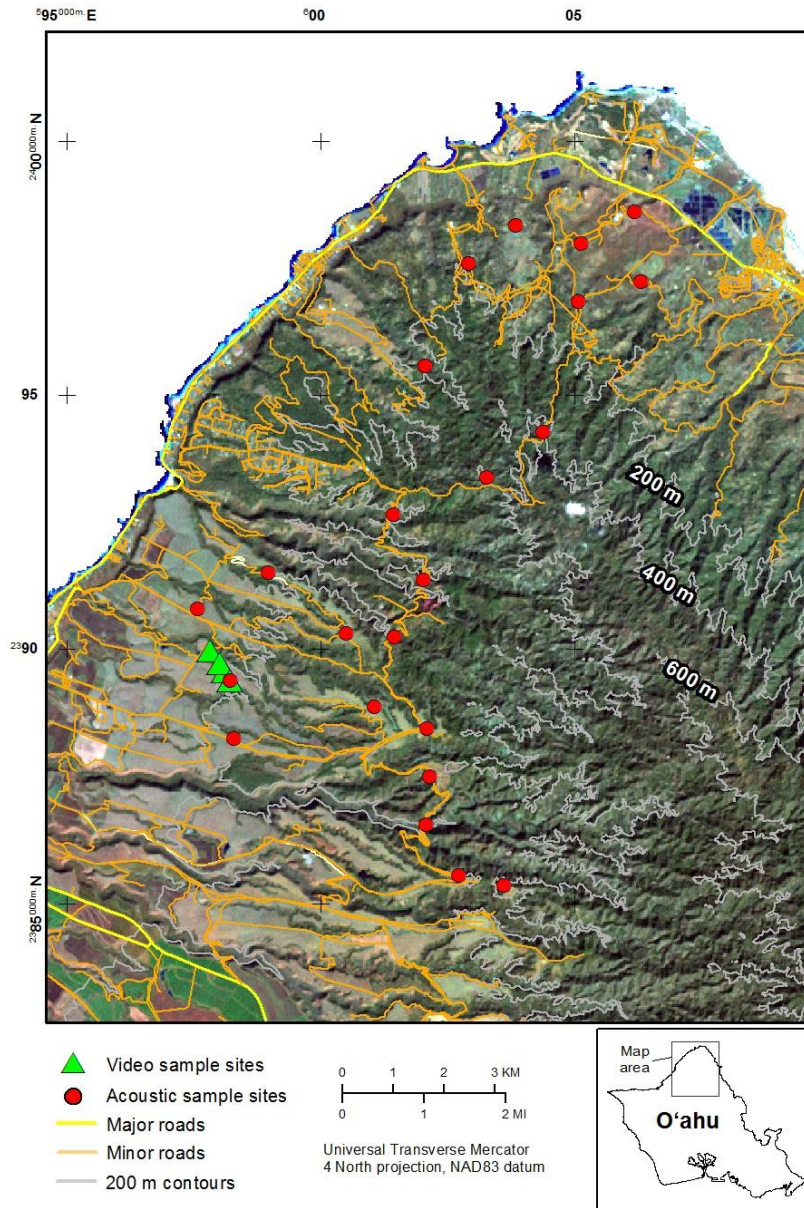 ⁵95⁰⁰⁰ᵐ· E
⁶00
05
²400⁰⁰⁰ᵐ· N
95
²³90
²³85⁰⁰⁰ᵐ· N
200 m
400 m
600 m
Video sample sites
Acoustic sample sites
Major roads
Minor roads
200 m contours
0 1 2 3 KM
0 1 2 MI
Universal Transverse Mercator
4 North projection, NAD83 datum
Map
area
Oʻahu